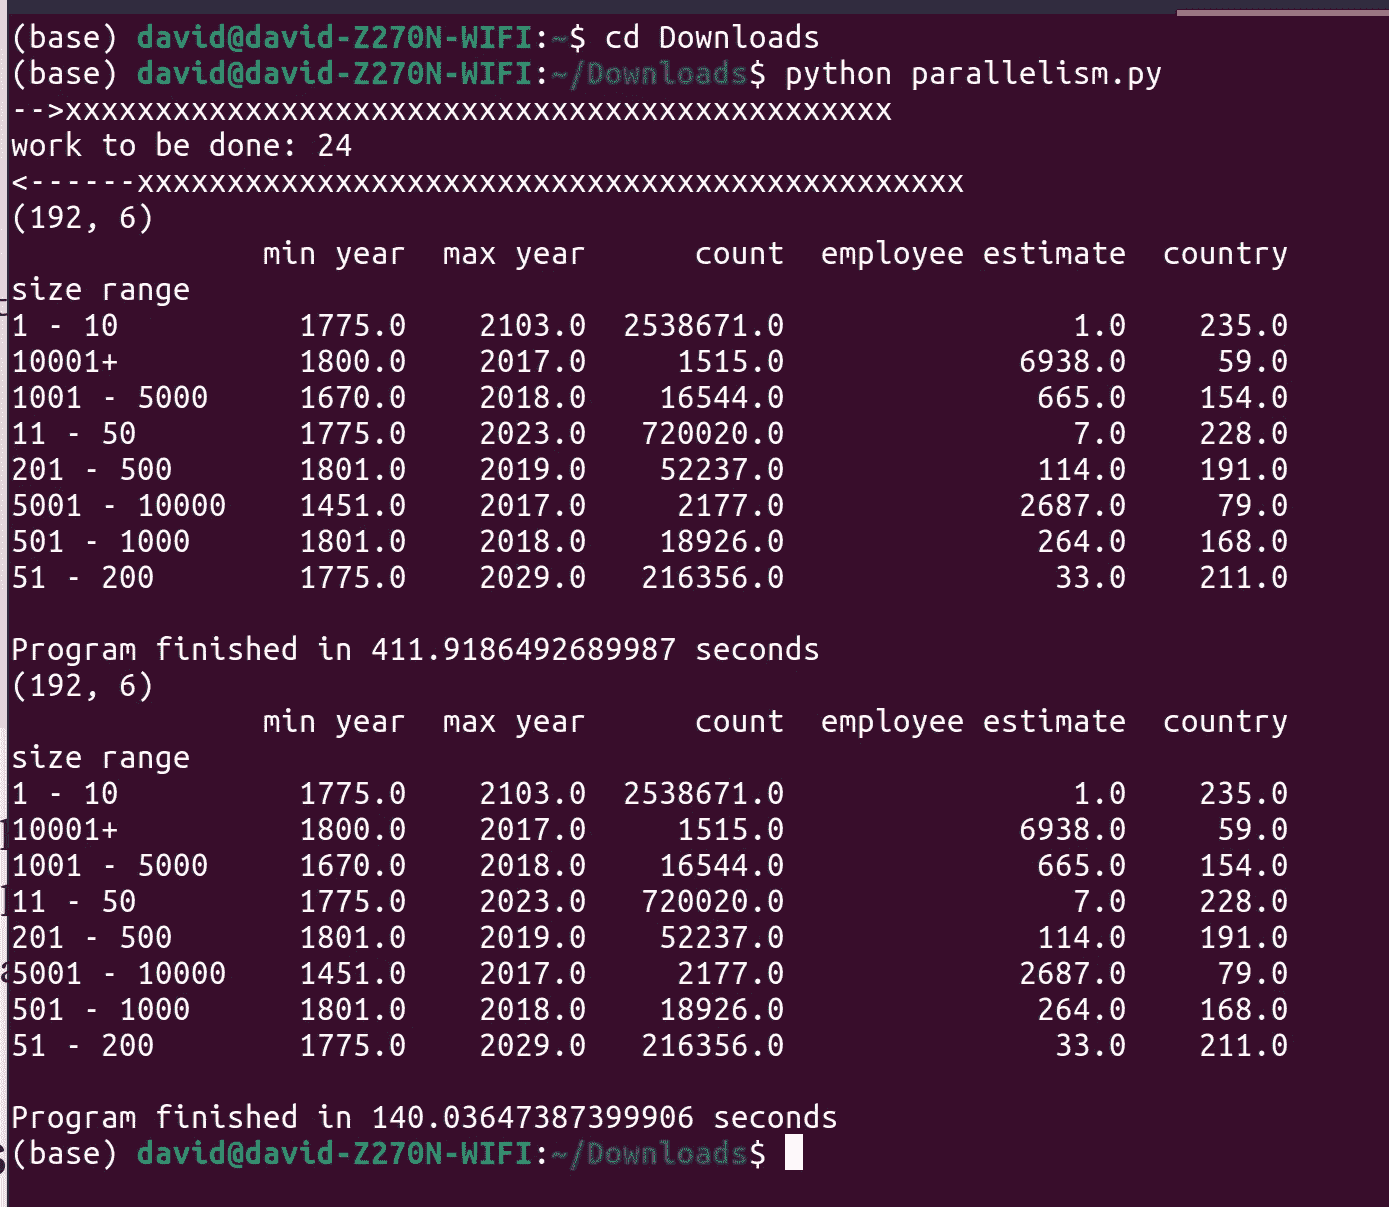 (base) david@david-Z270N-WIFI:~$ cd Downloads
(base) david@david-Z270N-WIFI:~/Downloads$ python parallelism.py
-->xxxxxxxxxxxxxxxxxxxxxxxxxxxxxxxxxxxxxxxxxxxxxx
work to be done: 24
<------xxxxxxxxxxxxxxxxxxxxxxxxxxxxxxxxxxxxxxxxxxxxxx
(192, 6)
min year max year count employee estimate country
size range
1 - 10 1775.0 2103.0 2538671.0 1.0 235.0
10001+ 1800.0 2017.0 1515.0 6938.0 59.0
1001 - 5000 1670.0 2018.0 16544.0 665.0 154.0
11 - 50 1775.0 2023.0 720020.0 7.0 228.0
201 - 500 1801.0 2019.0 52237.0 114.0 191.0
5001 - 10000 1451.0 2017.0 2177.0 2687.0 79.0
501 - 1000 1801.0 2018.0 18926.0 264.0 168.0
51 - 200 1775.0 2029.0 216356.0 33.0 211.0
Program finished in 411.9186492689987 seconds
(192, 6)
min year max year count employee estimate country
size range
1 - 10 1775.0 2103.0 2538671.0 1.0 235.0
10001+ 1800.0 2017.0 1515.0 6938.0 59.0
1001 - 5000 1670.0 2018.0 16544.0 665.0 154.0
11 - 50 1775.0 2023.0 720020.0 7.0 228.0
201 - 500 1801.0 2019.0 52237.0 114.0 191.0
5001 - 10000 1451.0 2017.0 2177.0 2687.0 79.0
501 - 1000 1801.0 2018.0 18926.0 264.0 168.0
51 - 200 1775.0 2029.0 216356.0 33.0 211.0
Program finished in 140.03647387399906 seconds
(base) david@david-Z270N-WIFI:~/Downloads$